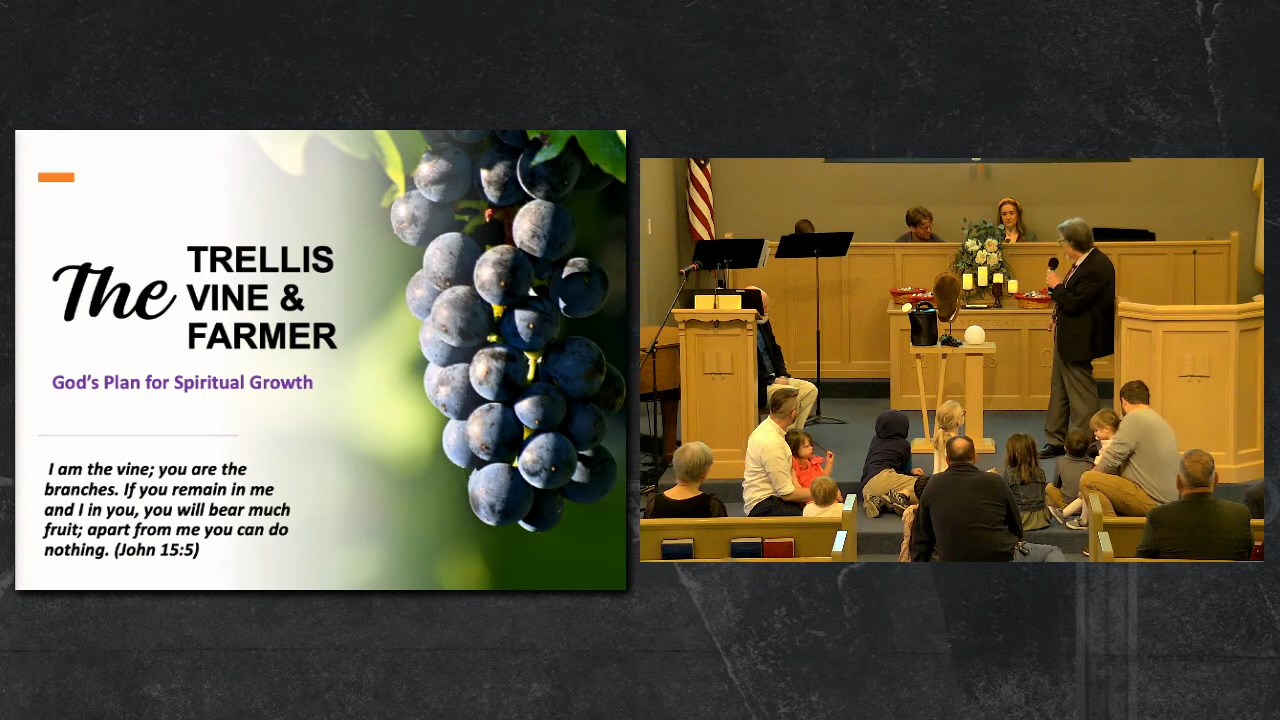 The
TRELLIS
VINE &
FARMER
God's Plan for Spiritual Growth
I am the vine; you are the
branches. If you remain in me
and I in you, you will bear much
fruit; apart from me you can do
nothing. (John 15:5)